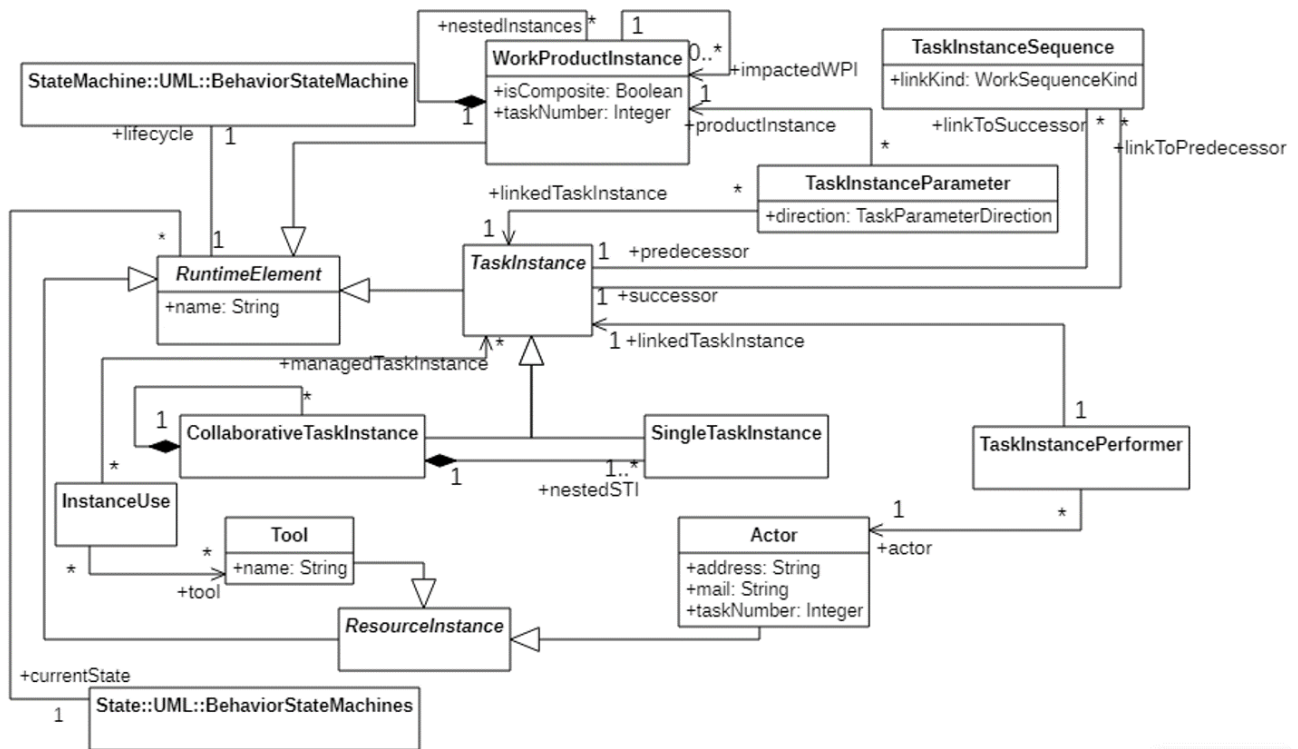 +nestedInstances
*
1
WorkProductInstance
0..*
+impactedWPI
+isComposite: Boolean
+taskNumber: Integer
1
1
+productInstance
*
TaskInstanceSequence
+linkKind: WorkSequenceKind
+linkToSuccessor
*
*
+linkToPredecessor
StateMachine::UML::BehaviorStateMachine
+lifecycle
1
TaskInstanceParameter
+direction: TaskParameterDirection
+linkedTaskInstance
*
1
*
1
RuntimeElement
+name: String
TaskInstance
1
+predecessor
1
+successor
1
+linkedTaskInstance
*
+managedTaskInstance
*
1
CollaborativeTaskInstance
SingleTaskInstance
1
1..*
+nestedSTI
1
TaskInstancePerformer
*
InstanceUse
*
*
+tool
Tool
+name: String
1
*
+actor
Actor
+address: String
+mail: String
+taskNumber: Integer
ResourceInstance
+currentState
1
State::UML::BehaviorStateMachines